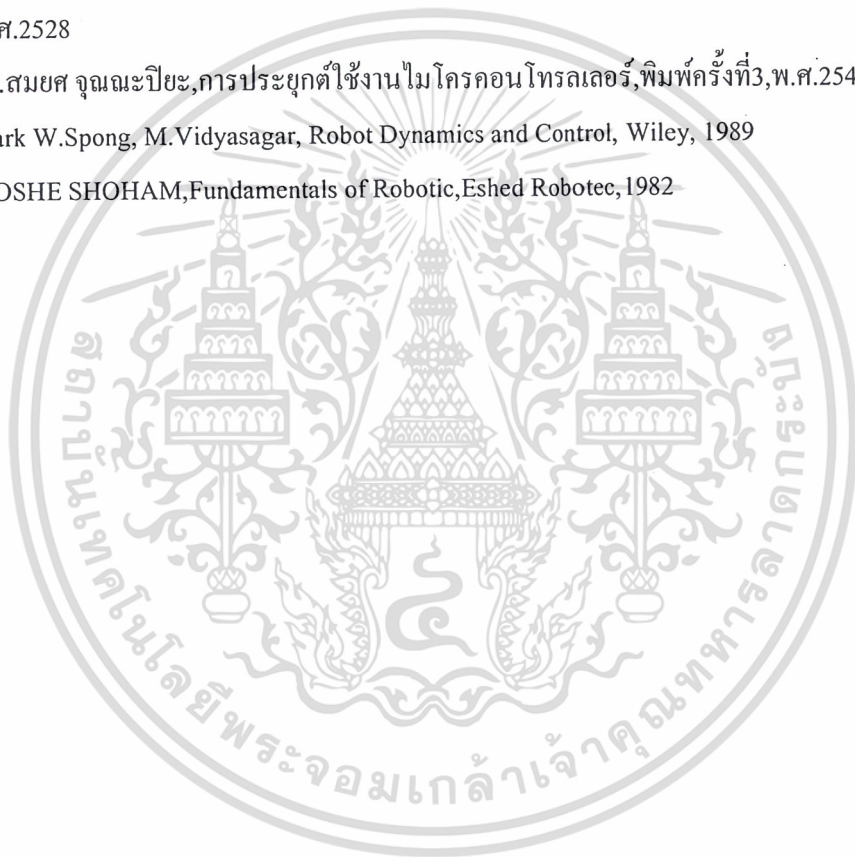 ศ.2528
.สมยศ จุณณะปิยะ,การประยุกต์ใช้งานไมโครคอนโทรลเลอร์,พิมพ์ครั้งที่3,พ.ศ.254
ark W.Spong, M.Vidyasagar, Robot Dynamics and Control, Wiley, 1989
OSHE SHOHAM,Fundamentals of Robotic,Eshed Robotec,1982
สถาบันเทคโนโลยีพระจอมเกล้าเจ้าคุณทหารลาดกระบัง